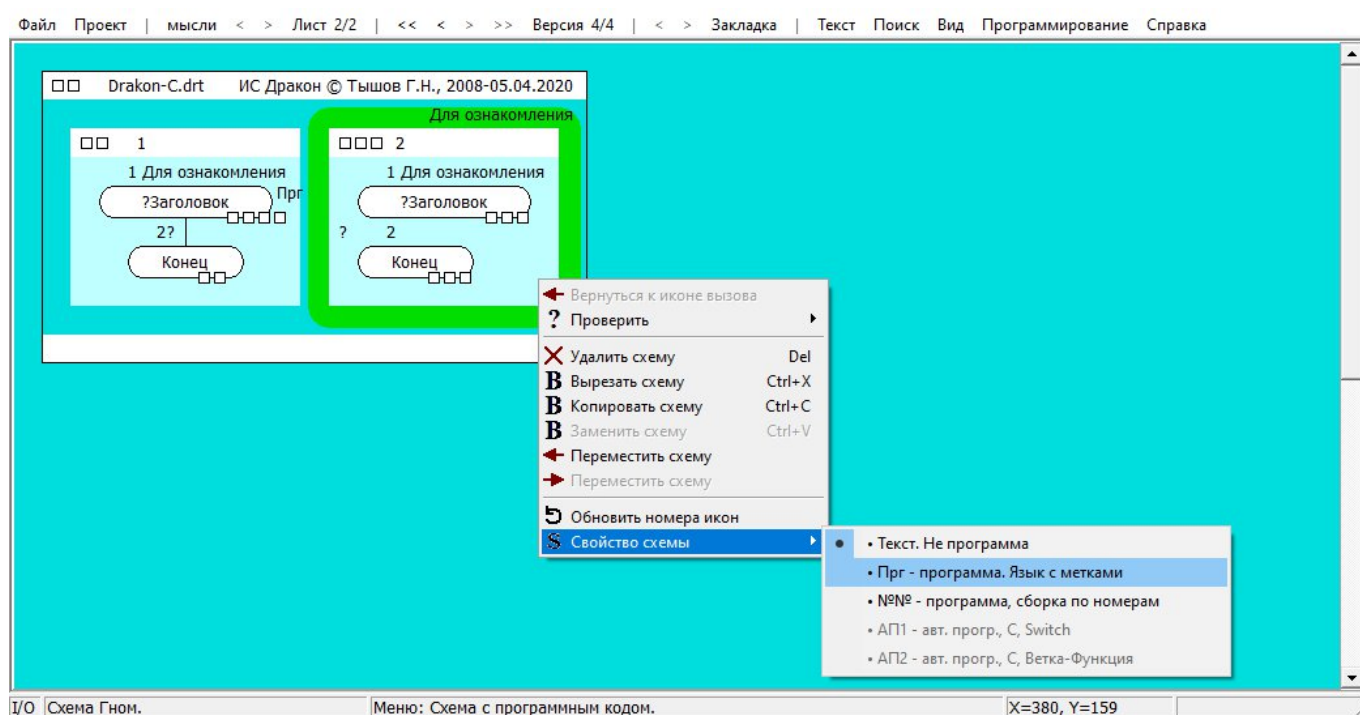 Файл Проект | мысли < > Лист 2/2 | << < > >> Версия 4/4 | < > Закладка | Текст Поиск Вид Программирование Справка
Drakon-C.drt ИС Дракон © Тышов Г.Н., 2008-05.04.2020
Для ознакомления
1
1 Для ознакомления
?Заголовок
Прг
2?
Конец
2
1 Для ознакомления
?Заголовок
? 2
Конец
Вернуться к иконе вызова
? Проверить
Удалить схему Del
B Вырезать схему Ctrl+X
B Копировать схему Ctrl+C
B Заменить схему Ctrl+V
Переместить схему
Переместить схему
Обновить номера икон
S Свойство схемы
• Текст. Не программа
• Прг - программа. Язык с метками
• №№ - программа, сборка по номерам
• АП1 - авт. прогр., С, Switch
• АП2 - авт. прогр., С, Ветка-Функция
I/O Схема Гном. Меню: Схема с программным кодом. X=380, Y=159